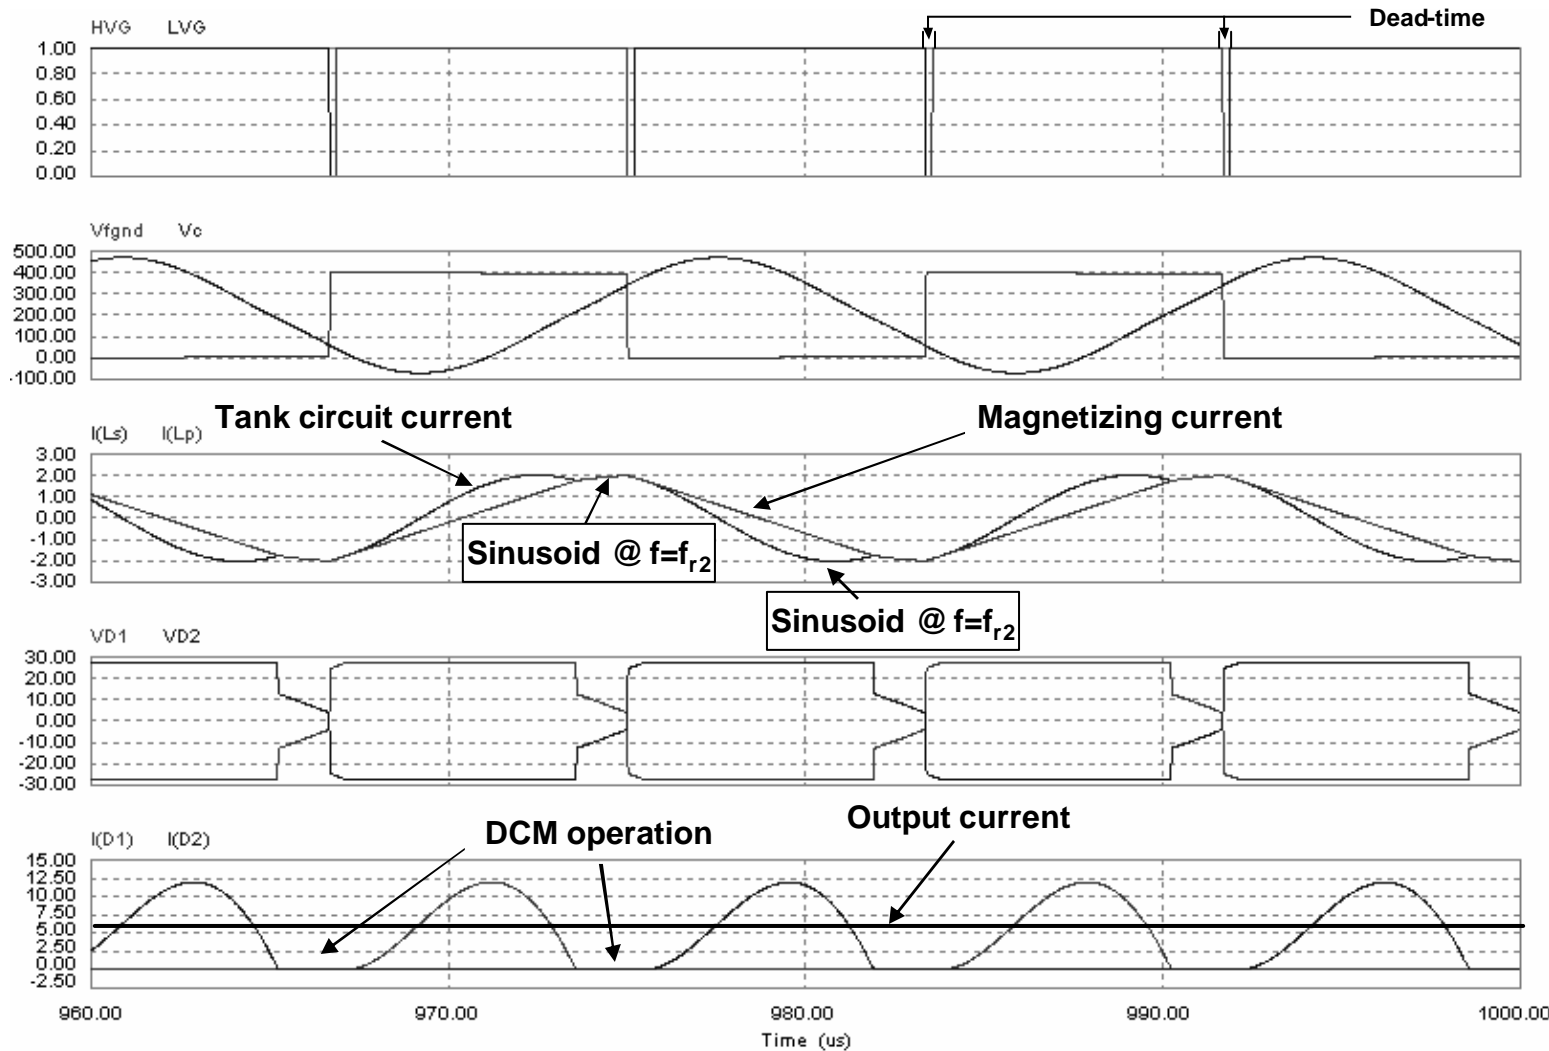 HVG LVG
Dead-time
1.00
0.80
0.60
0.40
0.20
0.00
Vfgnd Vc
500.00
400.00
300.00
200.00
100.00
0.00
-100.00
Tank circuit current
Magnetizing current
I(Ls) I(Lp)
3.00
2.00
1.00
0.00
-1.00
-2.00
-3.00
Sinusoid @ f=fr2
Sinusoid @ f=fr2
VD1 VD2
30.00
20.00
10.00
0.00
-10.00
-20.00
-30.00
DCM operation
Output current
I(D1) I(D2)
15.00
12.50
10.00
7.50
5.00
2.50
0.00
-2.50
960.00 970.00 980.00 990.00 1000.00
Time (us)